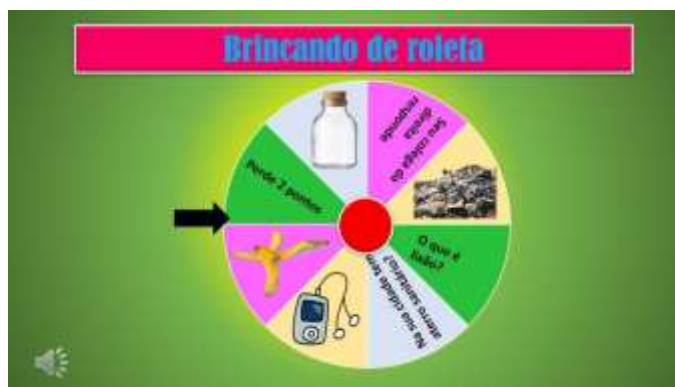 Brincando de roleta
Seu colega da
direita
responde
Perde 2 pontos
O que é
lixão?
Na sua cidade tem
aterro sanitário?